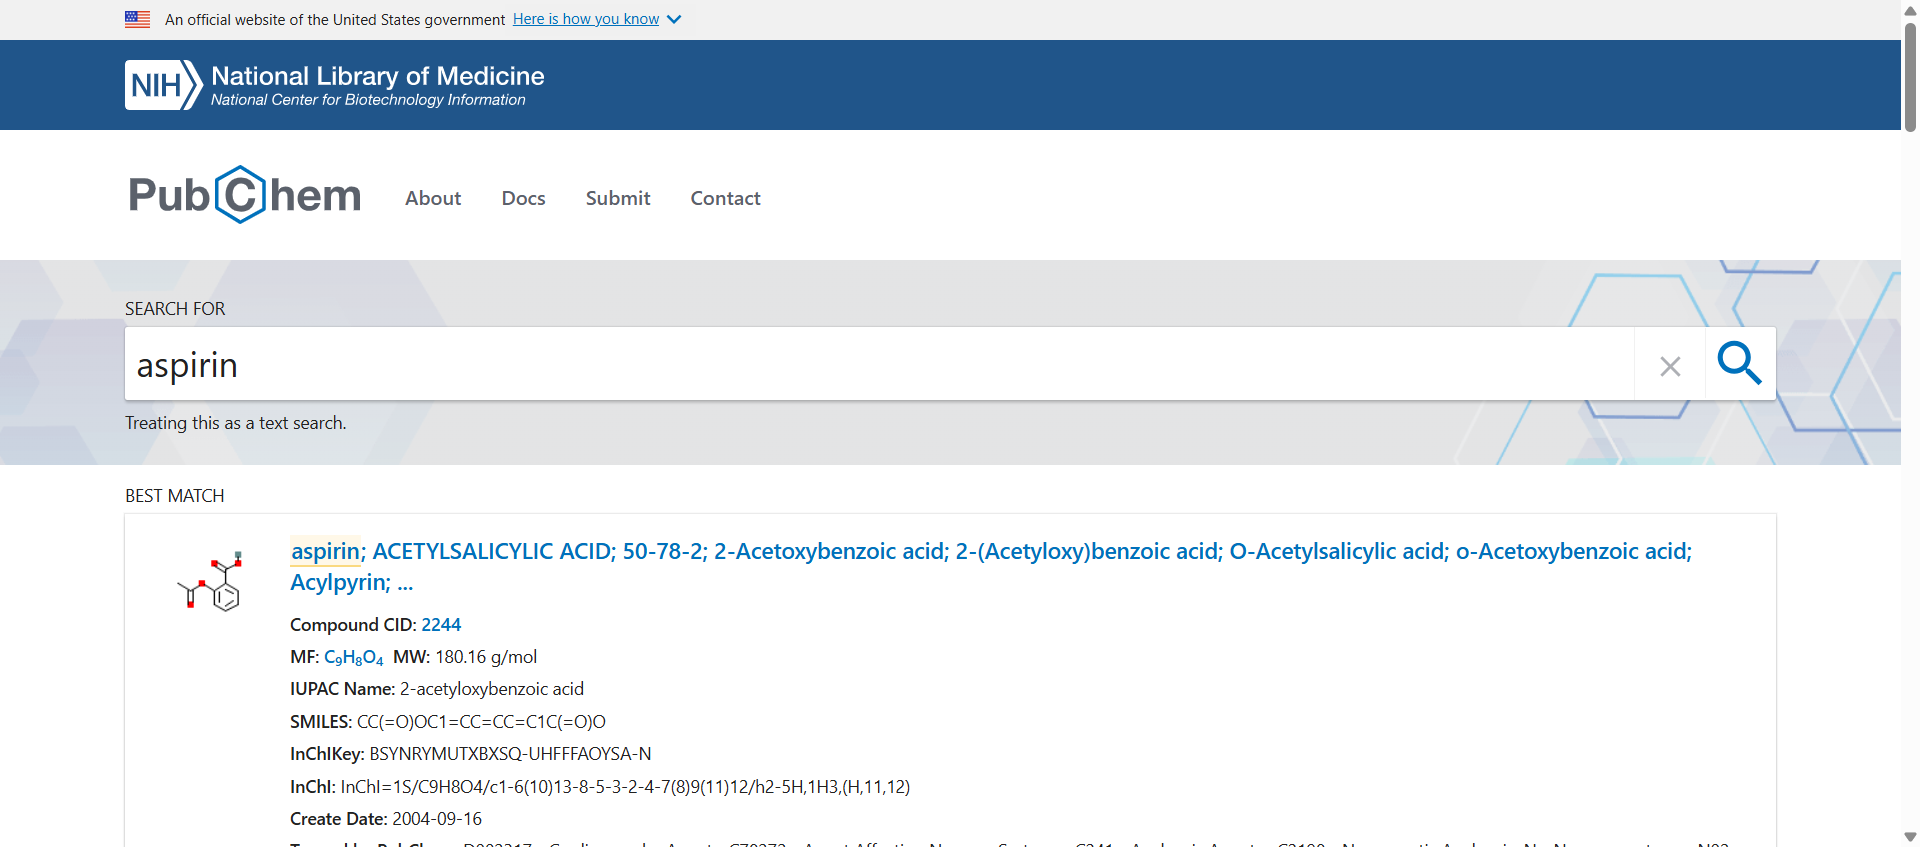 An official website of the United States government Here is how you know
NIH National Library of Medicine
National Center for Biotechnology Information
PubChem About Docs Submit Contact
SEARCH FOR
aspirin
Treating this as a text search.
BEST MATCH
aspirin; ACETYLSALICYLIC ACID; 50-78-2; 2-Acetoxybenzoic acid; 2-(Acetyloxy)benzoic acid; O-Acetylsalicylic acid; o-Acetoxybenzoic acid;
Acylpyrin; ...
Compound CID: 2244
MF: C₉H₈O₄ MW: 180.16 g/mol
IUPAC Name: 2-acetyloxybenzoic acid
SMILES: CC(=O)OC1=CC=CC=C1C(=O)O
InChIKey: BSYNRYMUTXBXSQ-UHFFFAOYSA-N
InChI: InChI=1S/C9H8O4/c1-6(10)13-8-5-3-2-4-7(8)9(11)12/h2-5H,1H3,(H,11,12)
Create Date: 2004-09-16